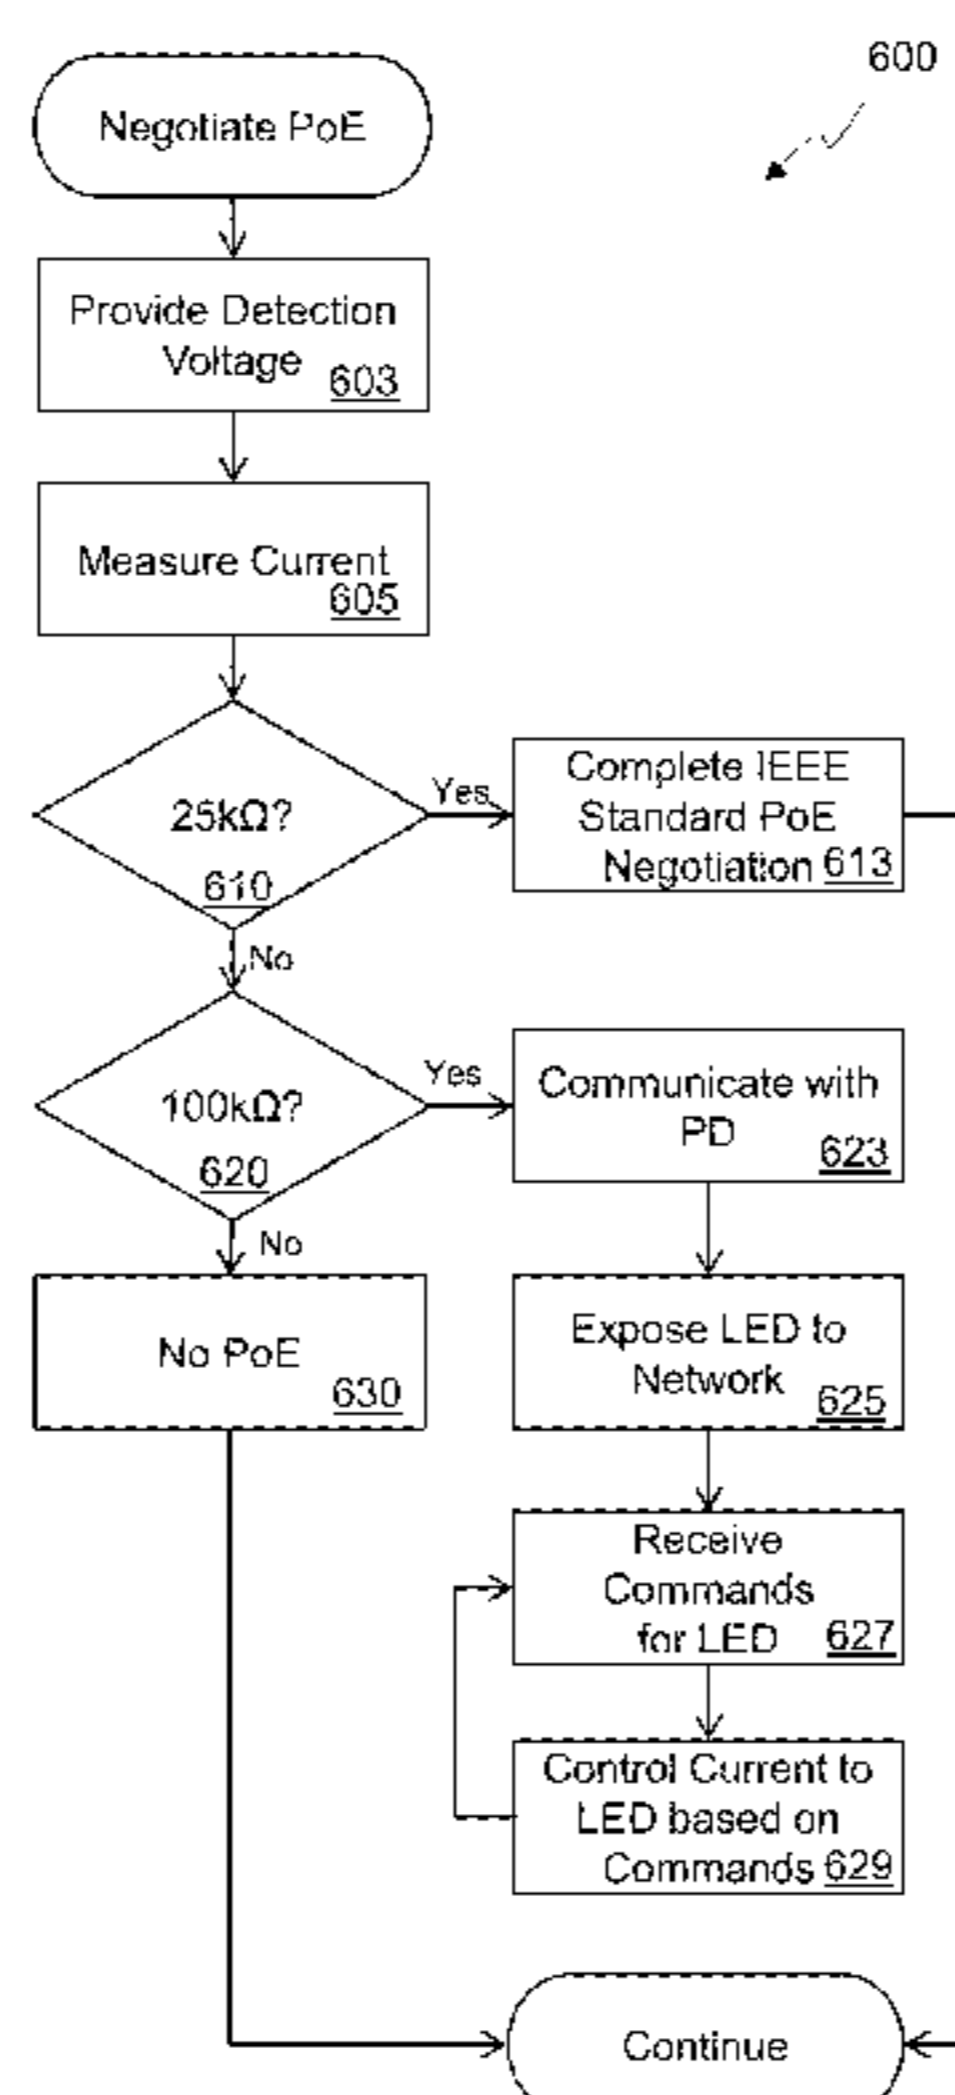 600
Negotiate PoE
Provide Detection
Voltage 603
Measure Current
605
25kΩ?
610
Yes
Complete IEEE
Standard PoE
Negotiation 613
No
100kΩ?
620
Yes
Communicate with
PD 623
No
No PoE
630
Expose LED to
Network 625
Receive
Commands
for LED 627
Control Current to
LED based on
Commands 629
Continue